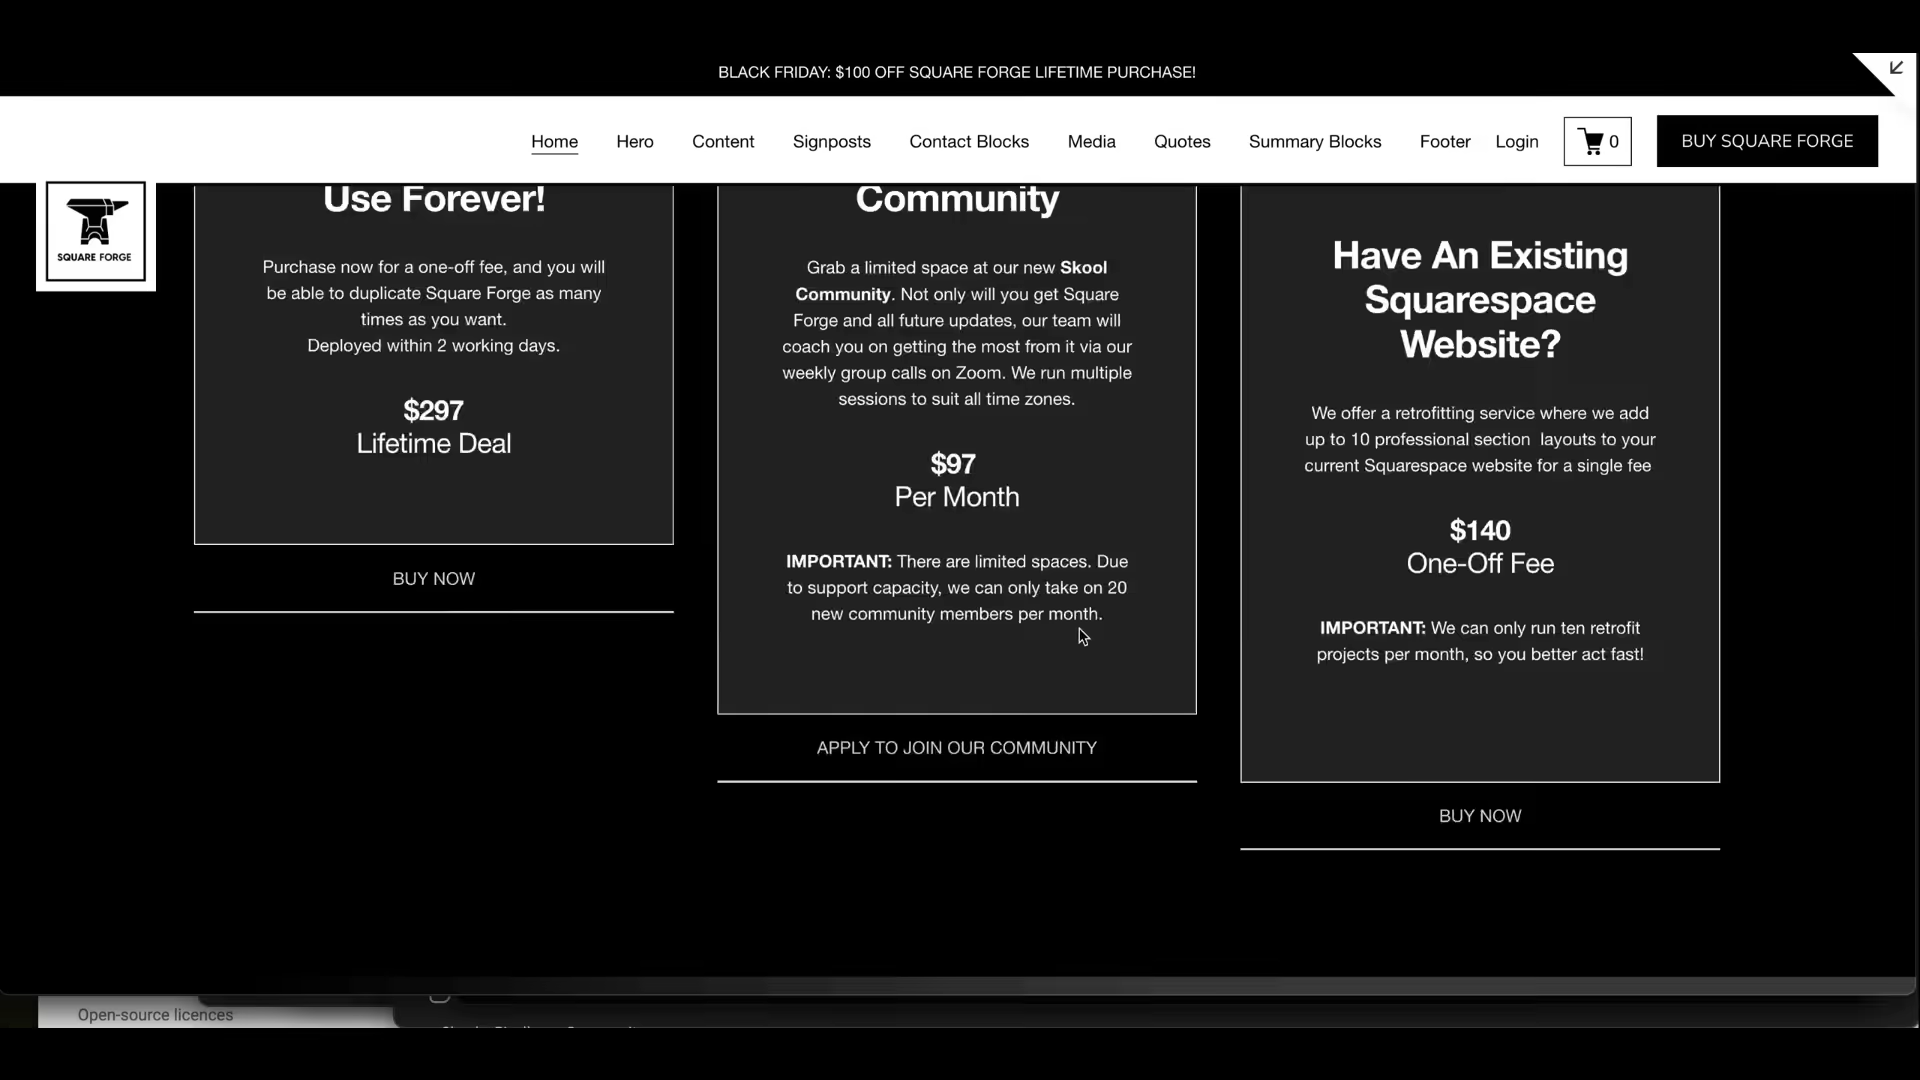 BLACK FRIDAY: $100 OFF SQUARE FORGE LIFETIME PURCHASE!
Home
Hero
Content
Signposts
Contact Blocks
Media
Quotes
Summary Blocks
Footer
Login
0
BUY SQUARE FORGE
SQUARE FORGE
Use Forever!
Purchase now for a one-off fee, and you will
be able to duplicate Square Forge as many
times as you want.
Deployed within 2 working days.
$297
Lifetime Deal
BUY NOW
Community
Grab a limited space at our new Skool
Community. Not only will you get Square
Forge and all future updates, our team will
coach you on getting the most from it via our
weekly group calls on Zoom. We run multiple
sessions to suit all time zones.
$97
Per Month
IMPORTANT: There are limited spaces. Due
to support capacity, we can only take on 20
new community members per month.
APPLY TO JOIN OUR COMMUNITY
Have An Existing
Squarespace
Website?
We offer a retrofitting service where we add
up to 10 professional section layouts to your
current Squarespace website for a single fee
$140
One-Off Fee
IMPORTANT: We can only run ten retrofit
projects per month, so you better act fast!
BUY NOW
Open-source licences